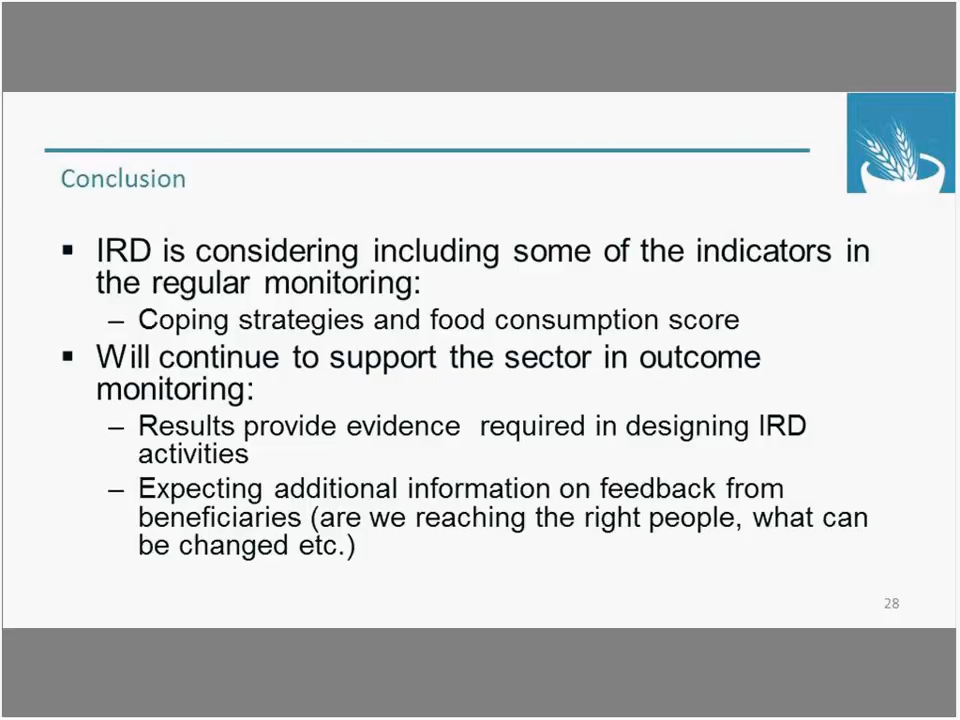 Conclusion
▪ IRD is considering including some of the indicators in
the regular monitoring:
– Coping strategies and food consumption score
▪ Will continue to support the sector in outcome
monitoring:
– Results provide evidence  required in designing IRD
activities
– Expecting additional information on feedback from
beneficiaries (are we reaching the right people, what can
be changed etc.)
28